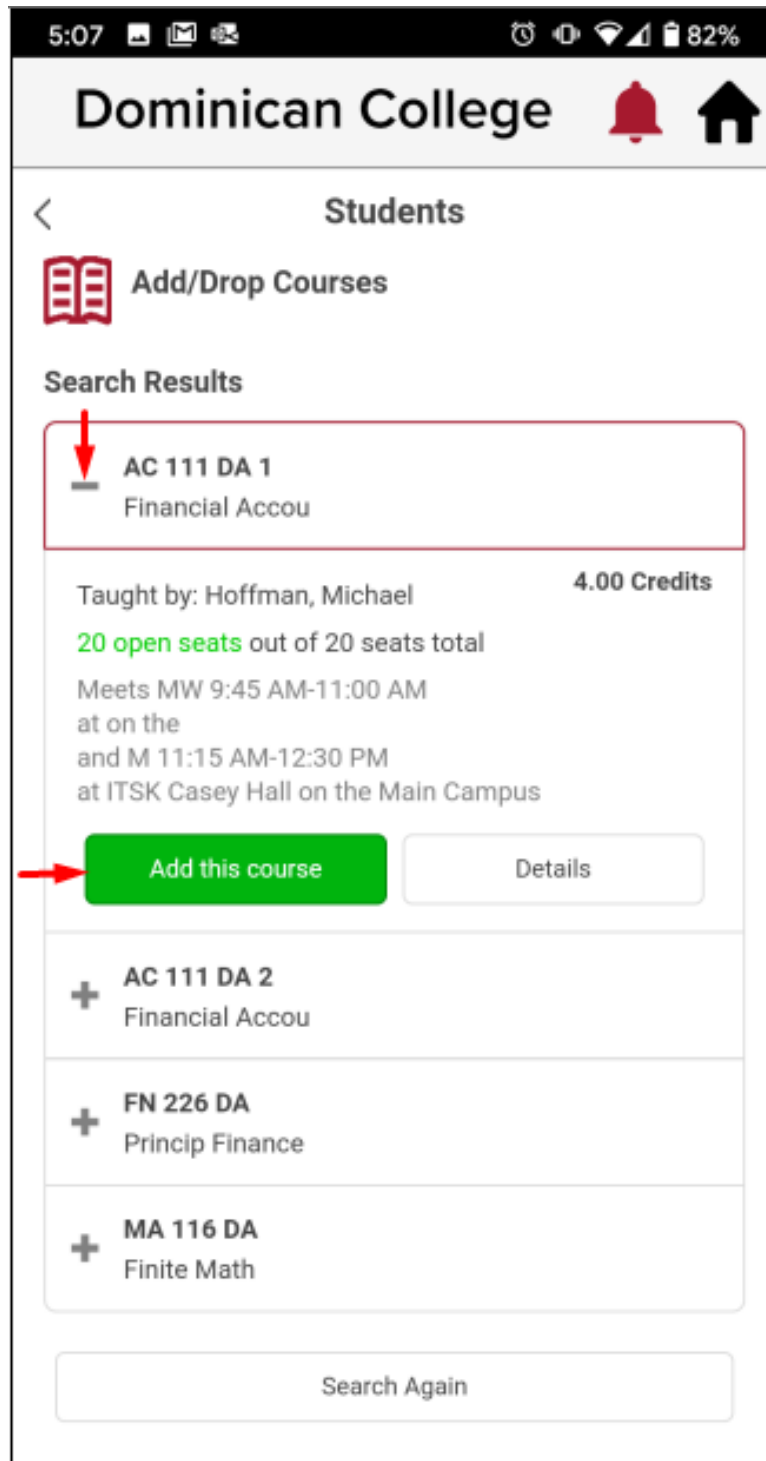 5:07
82%
Dominican College
Students
Add/Drop Courses
Search Results
AC 111 DA 1
Financial Accou
Taught by: Hoffman, Michael
4.00 Credits
20 open seats out of 20 seats total
Meets MW 9:45 AM-11:00 AM
at on the
and M 11:15 AM-12:30 PM
at ITSK Casey Hall on the Main Campus
Add this course
Details
AC 111 DA 2
Financial Accou
FN 226 DA
Princip Finance
MA 116 DA
Finite Math
Search Again